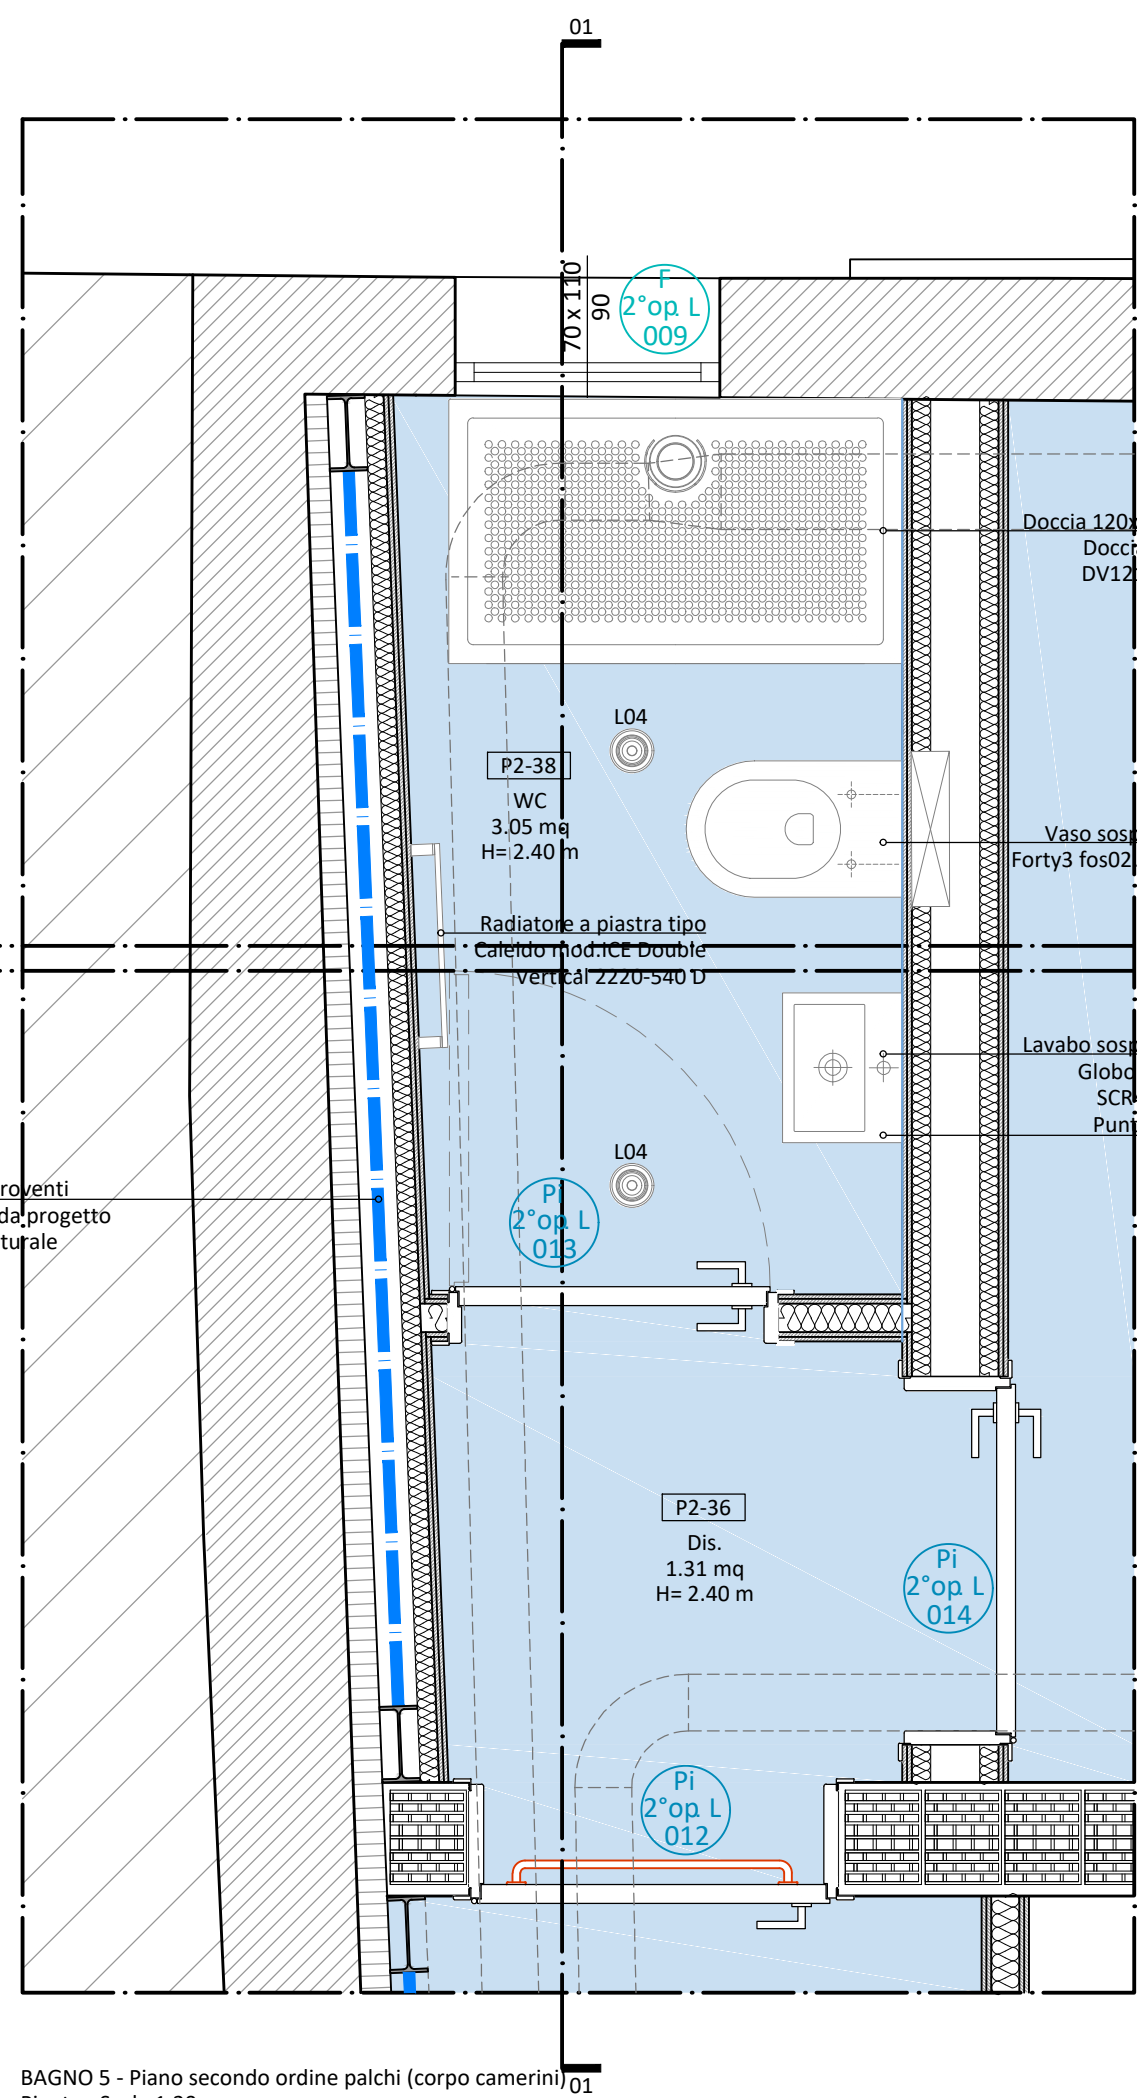 01
70 x 110
90
F
2°op. L
009
Doccia 120x
Doccia
DV12
L04
P2-38
WC
3.05 mq
H= 2.40 m
Vaso sosp
Forty3 fos02
Radiatore a piastra tipo
Caleido mod.ICE Double
Vertical 2220-540 D
Lavabo sosp
Globo
SCR
Punt
L04
Pi
2°op. L
013
roventi
da progetto
turale
P2-36
Dis.
1.31 mq
H= 2.40 m
Pi
2°op. L
014
Pi
2°op. L
012
BAGNO 5 - Piano secondo ordine palchi (corpo camerini)
01